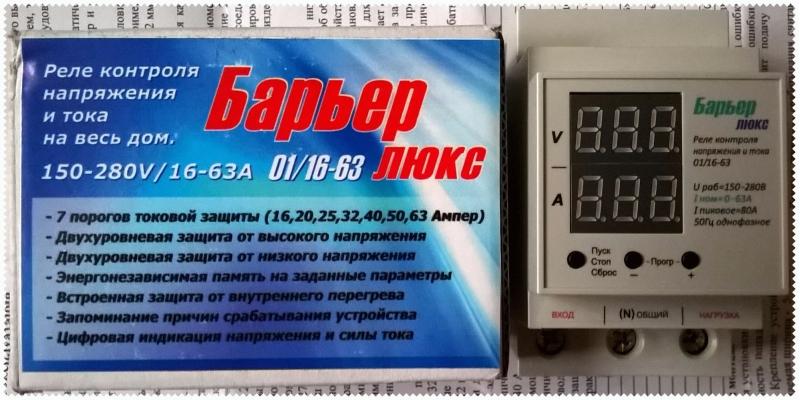 Реле контроля
напряжения
и тока
на весь дом.
150-280V/16-63А
Барьер
01/16-63 люкс
- 7 порогов токовой защиты (16,20,25,32,40,50,63 Ампер)
- Двухуровневая защита от высокого напряжения
- Двухуровневая защита от низкого напряжения
- Энергонезависимая память на заданные параметры
- Встроенная защита от внутреннего перегрева
- Запоминание причин срабатывания устройства
- Цифровая индикация напряжения и силы тока
V
A
Барьер
люкс
Реле контроля
напряжения и тока
01/16-63
U раб=150-280В
I ном=0-63А
I пиковое=80А
50Гц однофазное
Пуск
Стоп
Сброс
- Прогр -
− +
ВХОД (N) ОБЩИЙ НАГРУЗКА